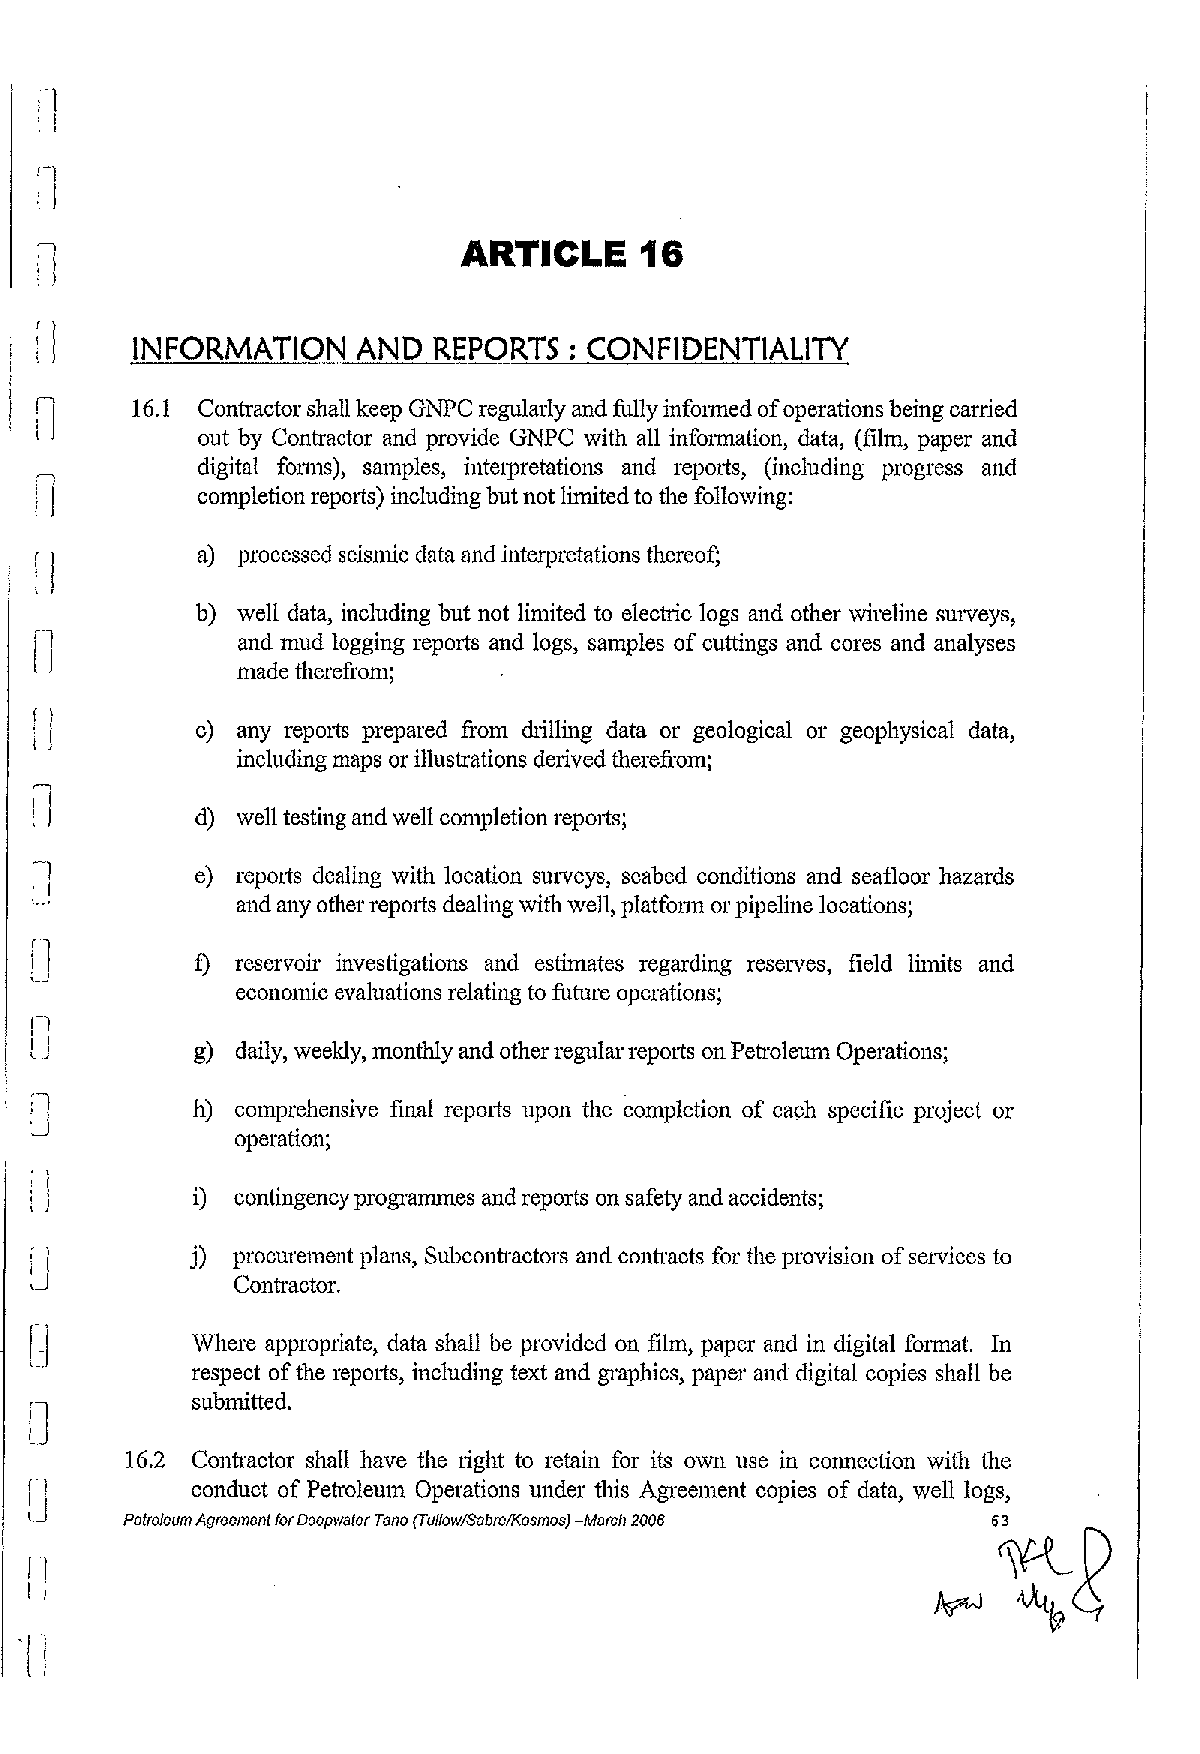 ARTICLE 16
INFORMATION AND REPORTS : CONFIDENTIALITY
16.1 Contractor shall keep GNPC regularly and fully informed of operations being carried
out by Contractor and provide GNPC with all information, data, (film, paper and
digital forms), samples, interpretations and reports, (including progress and
completion reports) including but not limited to the following:
a) processed seismic data and interpretations thereof;
b) well data, including but not limited to electric logs and other wireline surveys,
and mud logging reports and logs, samples of cuttings and cores and analyses
made therefrom;
c) any reports prepared from drilling data or geological or geophysical data,
including maps or illustrations derived therefrom;
d) well testing and well completion reports;
e) reports dealing with location surveys, seabed conditions and seafloor hazards
and any other reports dealing with well, platform or pipeline locations;
f) reservoir investigations and estimates regarding reserves, field limits and
economic evaluations relating to future operations;
g) daily, weekly, monthly and other regular reports on Petroleum Operations;
h) comprehensive final reports upon the completion of each specific project or
operation;
i) contingency programmes and reports on safety and accidents;
j) procurement plans, Subcontractors and contracts for the provision of services to
Contractor.
Where appropriate, data shall be provided on film, paper and in digital format. In
respect of the reports, including text and graphics, paper and digital copies shall be
submitted.
16.2 Contractor shall have the right to retain for its own use in connection with the
conduct of Petroleum Operations under this Agreement copies of data, well logs,
Petroleum Agreement for Deepwater Tano (Tullow/Sabre/Kosmos) –March 2006 63